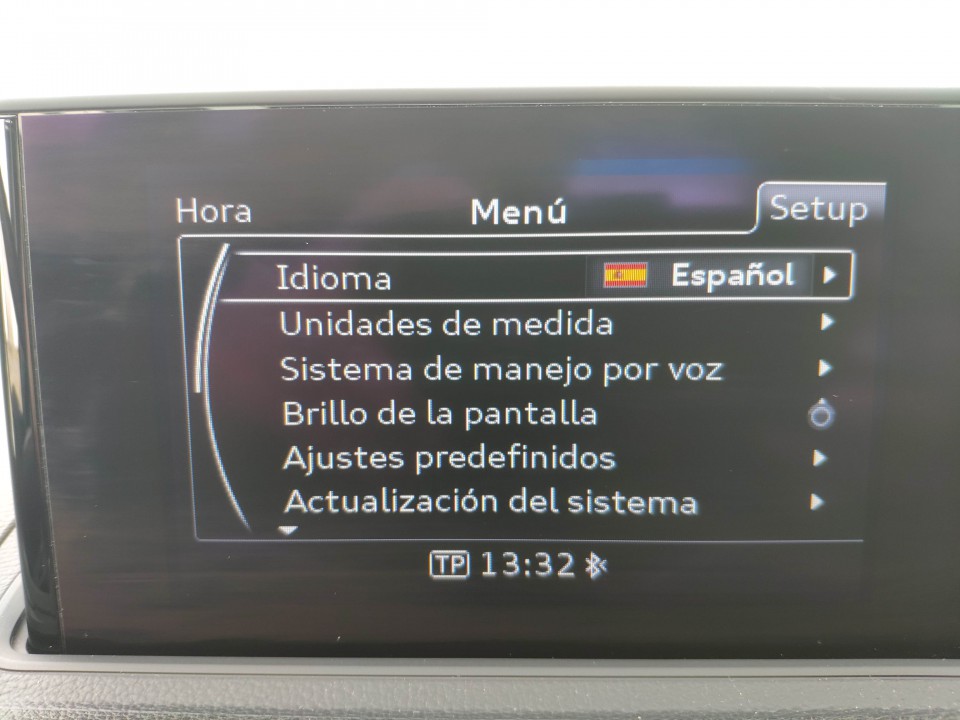 Hora Menú Setup
Idioma Español
Unidades de medida
Sistema de manejo por voz
Brillo de la pantalla
Ajustes predefinidos
Actualización del sistema
TP 13:32